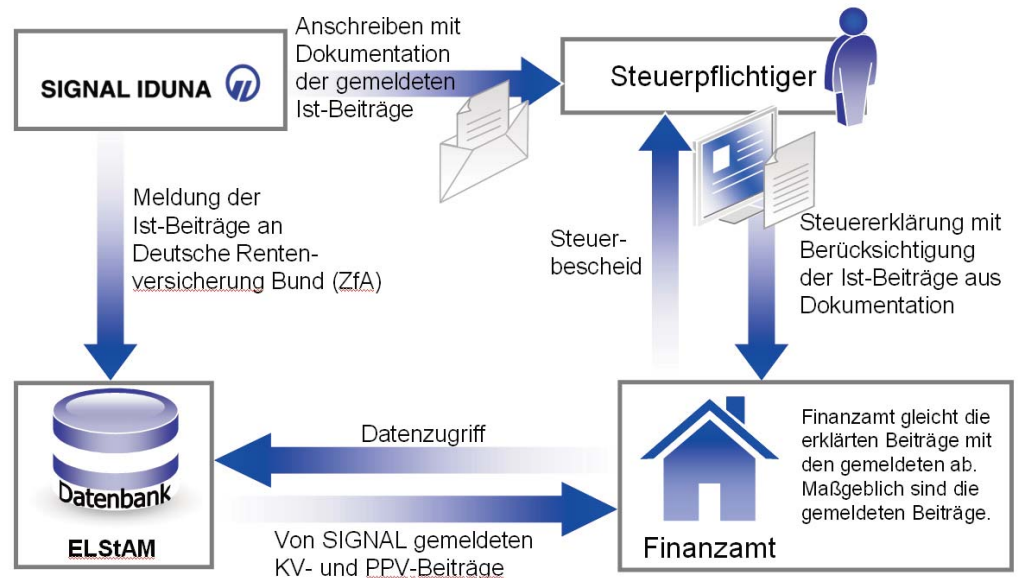 SIGNAL IDUNA
Anschreiben mit
Dokumentation
der gemeldeten
Ist-Beiträge
Steuerpflichtiger
Meldung der
Ist-Beiträge an
Deutsche Renten-
versicherung Bund (ZfA)
Steuer-
bescheid
Steuererklärung mit
Berücksichtigung
der Ist-Beiträge aus
Dokumentation
Datenbank
ELStAM
Datenzugriff
Von SIGNAL gemeldeten
KV- und PPV-Beiträge
Finanzamt
Finanzamt gleicht die
erklärten Beiträge mit
den gemeldeten ab.
Maßgeblich sind die
gemeldeten Beiträge.